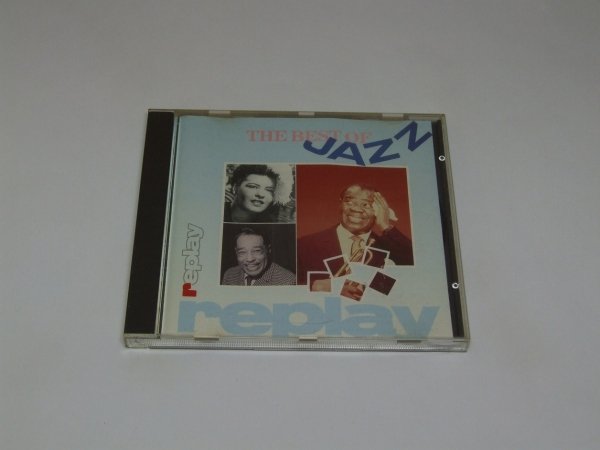 THE BEST OF
JAZZ
replay
replay